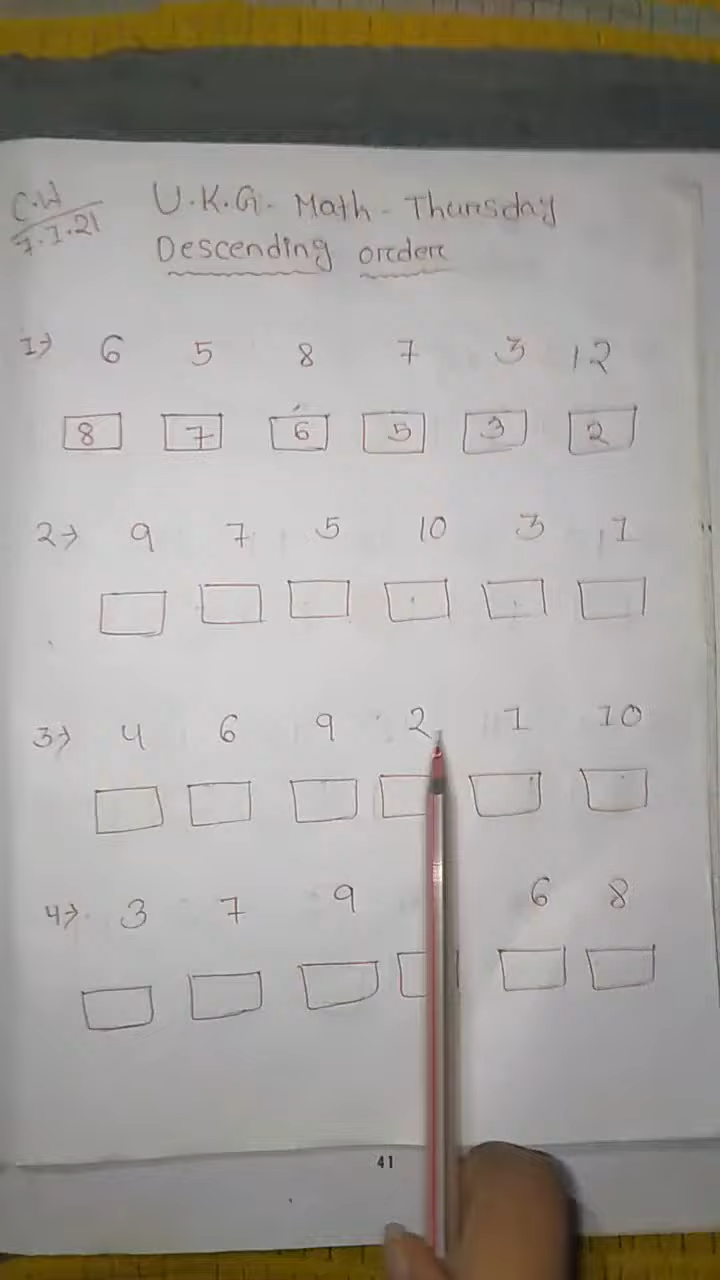 C.W
7.1.21
U.K.G. Math - Thursday
Descending order
1) 6 5 8 7 3 12
8 7 6 5 3 2
2) 9 7 5 10 3 1
3) 4 6 9 2 1 10
4) 3 7 9 6 8
41